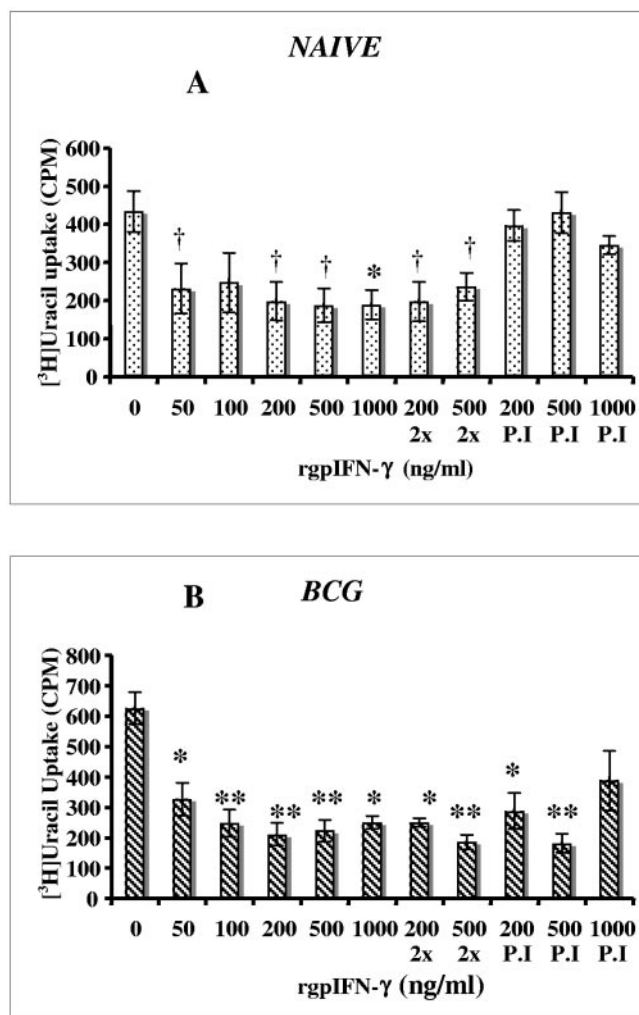 NAIVE
A
[³H]Uracil uptake (CPM)
600
500
400
300
200
100
0
† † † * † †
0 50 100 200 500 1000 200 500 200 500 1000
2x 2x P.I P.I P.I
rgpIFN-γ (ng/ml)
B BCG
[³H]Uracil Uptake (CPM)
800
700
600
500
400
300
200
100
0
* ** ** ** * * ** * **
0 50 100 200 500 1000 200 500 200 500 1000
2x 2x P.I P.I P.I
rgpIFN-γ (ng/ml)